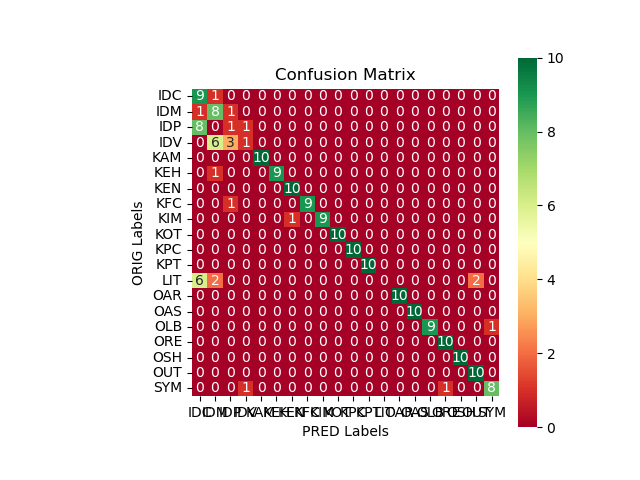 Confusion Matrix
IDC 9 1 0 0 0 0 0 0 0 0 0 0 0 0 0 0 0 0 0 0
IDM 1 8 1 0 0 0 0 0 0 0 0 0 0 0 0 0 0 0 0 0
IDP 8 0 1 1 0 0 0 0 0 0 0 0 0 0 0 0 0 0 0 0
IDV 0 6 3 1 0 0 0 0 0 0 0 0 0 0 0 0 0 0 0 0
KAM 0 0 0 0 10 0 0 0 0 0 0 0 0 0 0 0 0 0 0 0
KEH 0 1 0 0 0 9 0 0 0 0 0 0 0 0 0 0 0 0 0 0
KEN 0 0 0 0 0 0 10 0 0 0 0 0 0 0 0 0 0 0 0 0
KFC 0 0 1 0 0 0 0 9 0 0 0 0 0 0 0 0 0 0 0 0
KIM 0 0 0 0 0 0 1 0 9 0 0 0 0 0 0 0 0 0 0 0
KOT 0 0 0 0 0 0 0 0 0 10 0 0 0 0 0 0 0 0 0 0
KPC 0 0 0 0 0 0 0 0 0 0 10 0 0 0 0 0 0 0 0 0
KPT 0 0 0 0 0 0 0 0 0 0 0 10 0 0 0 0 0 0 0 0
LIT 6 2 0 0 0 0 0 0 0 0 0 0 0 0 0 0 0 0 2 0
OAR 0 0 0 0 0 0 0 0 0 0 0 0 0 10 0 0 0 0 0 0
OAS 0 0 0 0 0 0 0 0 0 0 0 0 0 0 10 0 0 0 0 0
OLB 0 0 0 0 0 0 0 0 0 0 0 0 0 0 0 9 0 0 0 1
ORE 0 0 0 0 0 0 0 0 0 0 0 0 0 0 0 0 10 0 0 0
OSH 0 0 0 0 0 0 0 0 0 0 0 0 0 0 0 0 0 10 0 0
OUT 0 0 0 0 0 0 0 0 0 0 0 0 0 0 0 0 0 0 10 0
SYM 0 0 0 1 0 0 0 0 0 0 0 0 0 0 0 0 1 0 0 8
IDC IDM IDP IDV KAM KEH KEN KFC KIM KOT KPC KPT LIT OAR OAS OLB ORE OSH OUT SYM
PRED Labels
ORIG Labels
10
8
6
4
2
0